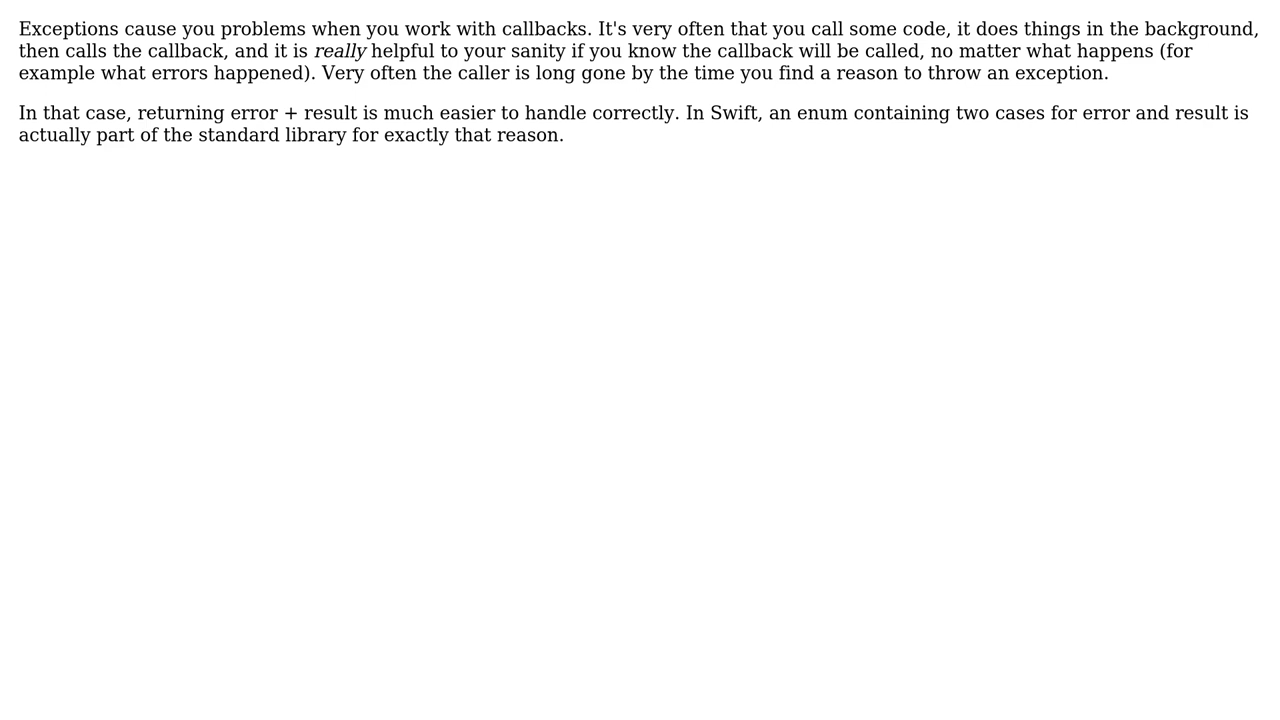 Exceptions cause you problems when you work with callbacks. It's very often that you call some code, it does things in the background,
then calls the callback, and it is really helpful to your sanity if you know the callback will be called, no matter what happens (for
example what errors happened). Very often the caller is long gone by the time you find a reason to throw an exception.
In that case, returning error + result is much easier to handle correctly. In Swift, an enum containing two cases for error and result is
actually part of the standard library for exactly that reason.